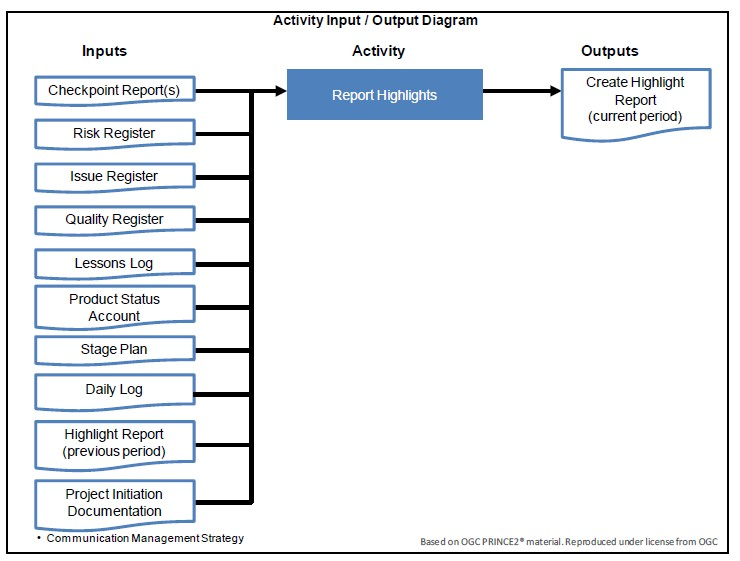 Activity Input / Output Diagram
Inputs
Activity
Outputs
Checkpoint Report(s)
Risk Register
Issue Register
Quality Register
Lessons Log
Product Status
Account
Stage Plan
Daily Log
Highlight Report
(previous period)
Project Initiation
Documentation
• Communication Management Strategy
Report Highlights
Create Highlight
Report
(current period)
Based on OGC PRINCE2® material. Reproduced under license from OGC